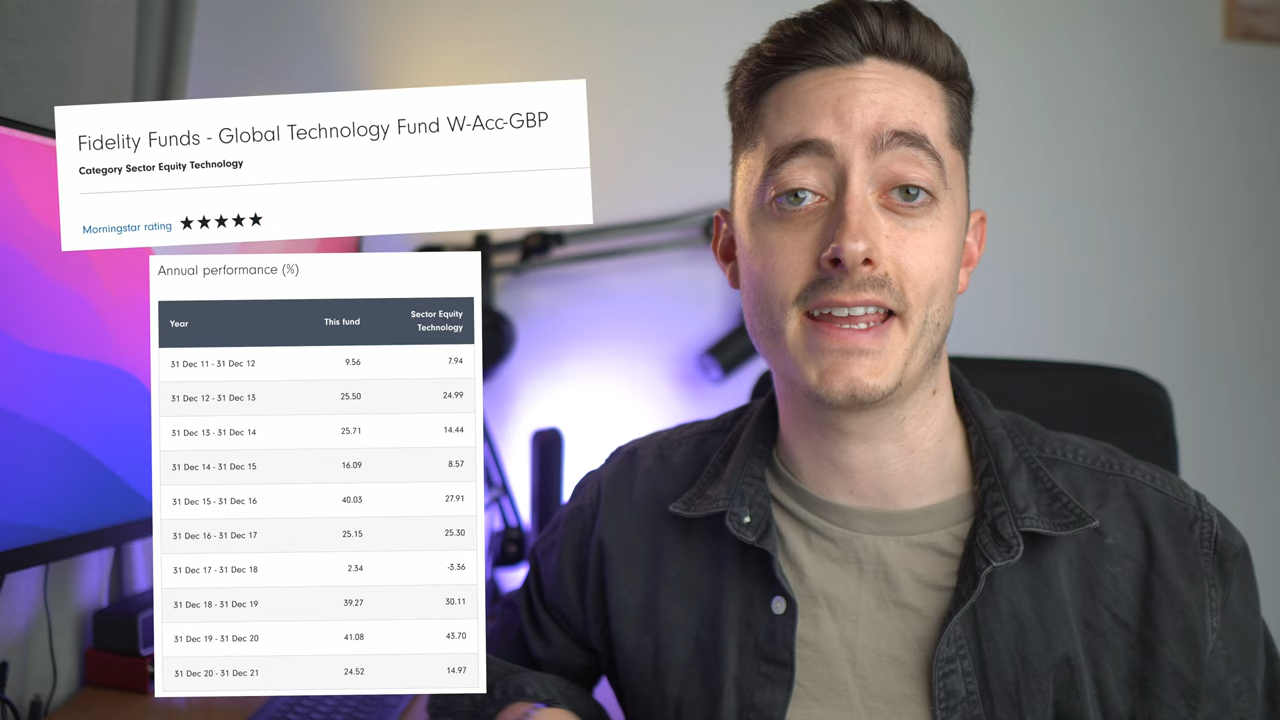 Fidelity Funds - Global Technology Fund W-Acc-GBP
Category Sector Equity Technology
Morningstar rating ★★★★★
Annual performance (%)
Year This fund Sector Equity Technology
31 Dec 11 - 31 Dec 12 9.56 7.94
31 Dec 12 - 31 Dec 13 25.50 24.99
31 Dec 13 - 31 Dec 14 25.71 14.44
31 Dec 14 - 31 Dec 15 16.09 8.57
31 Dec 15 - 31 Dec 16 40.03 27.91
31 Dec 16 - 31 Dec 17 25.15 25.30
31 Dec 17 - 31 Dec 18 2.34 -3.36
31 Dec 18 - 31 Dec 19 39.27 30.11
31 Dec 19 - 31 Dec 20 41.08 43.70
31 Dec 20 - 31 Dec 21 24.52 14.97